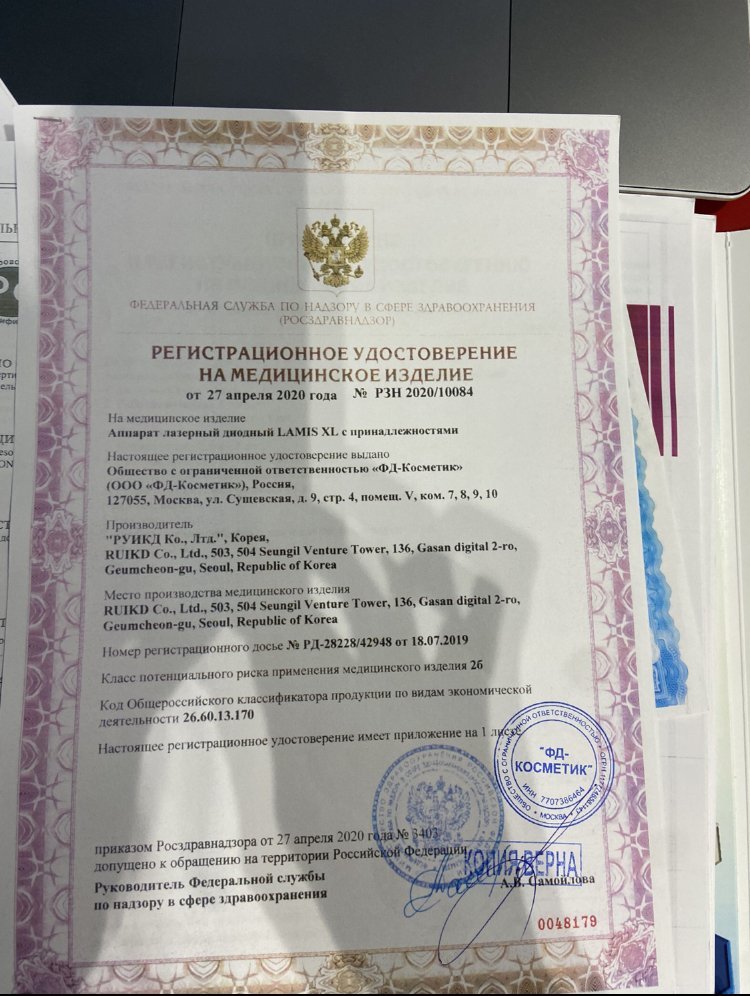 ФЕДЕРАЛЬНАЯ СЛУЖБА ПО НАДЗОРУ В СФЕРЕ ЗДРАВООХРАНЕНИЯ
(РОСЗДРАВНАДЗОР)
РЕГИСТРАЦИОННОЕ УДОСТОВЕРЕНИЕ
НА МЕДИЦИНСКОЕ ИЗДЕЛИЕ
от 27 апреля 2020 года № РЗН 2020/10084
На медицинское изделие
Аппарат лазерный диодный LAMIS XL с принадлежностями
Настоящее регистрационное удостоверение выдано
Общество с ограниченной ответственностью «ФД-Косметик»
(ООО «ФД-Косметик»), Россия,
127055, Москва, ул. Сущевская, д. 9, стр. 4, помещ. V, ком. 7, 8, 9, 10
Производитель
"РУИКД Ко., Лтд.", Корея,
RUIKD Co., Ltd., 503, 504 Seungil Venture Tower, 136, Gasan digital 2-ro,
Geumcheon-gu, Seoul, Republic of Korea
Место производства медицинского изделия
RUIKD Co., Ltd., 503, 504 Seungil Venture Tower, 136, Gasan digital 2-ro,
Geumcheon-gu, Seoul, Republic of Korea
Номер регистрационного досье № РД-28228/42948 от 18.07.2019
Класс потенциального риска применения медицинского изделия 2б
Код Общероссийского классификатора продукции по видам экономической
деятельности 26.60.13.170
Настоящее регистрационное удостоверение имеет приложение на 1 листе
ОБЩЕСТВО С ОГРАНИЧЕННОЙ ОТВЕТСТВЕННОСТЬЮ
"ФД-
КОСМЕТИК"
ИНН 7707386464
МОСКВА
приказом Росздравнадзора от 27 апреля 2020 года № 3403
допущено к обращению на территории Российской Федерации.
КОПИЯ ВЕРНА
Руководитель Федеральной службы
по надзору в сфере здравоохранения
А.В. Самойлова
0048179